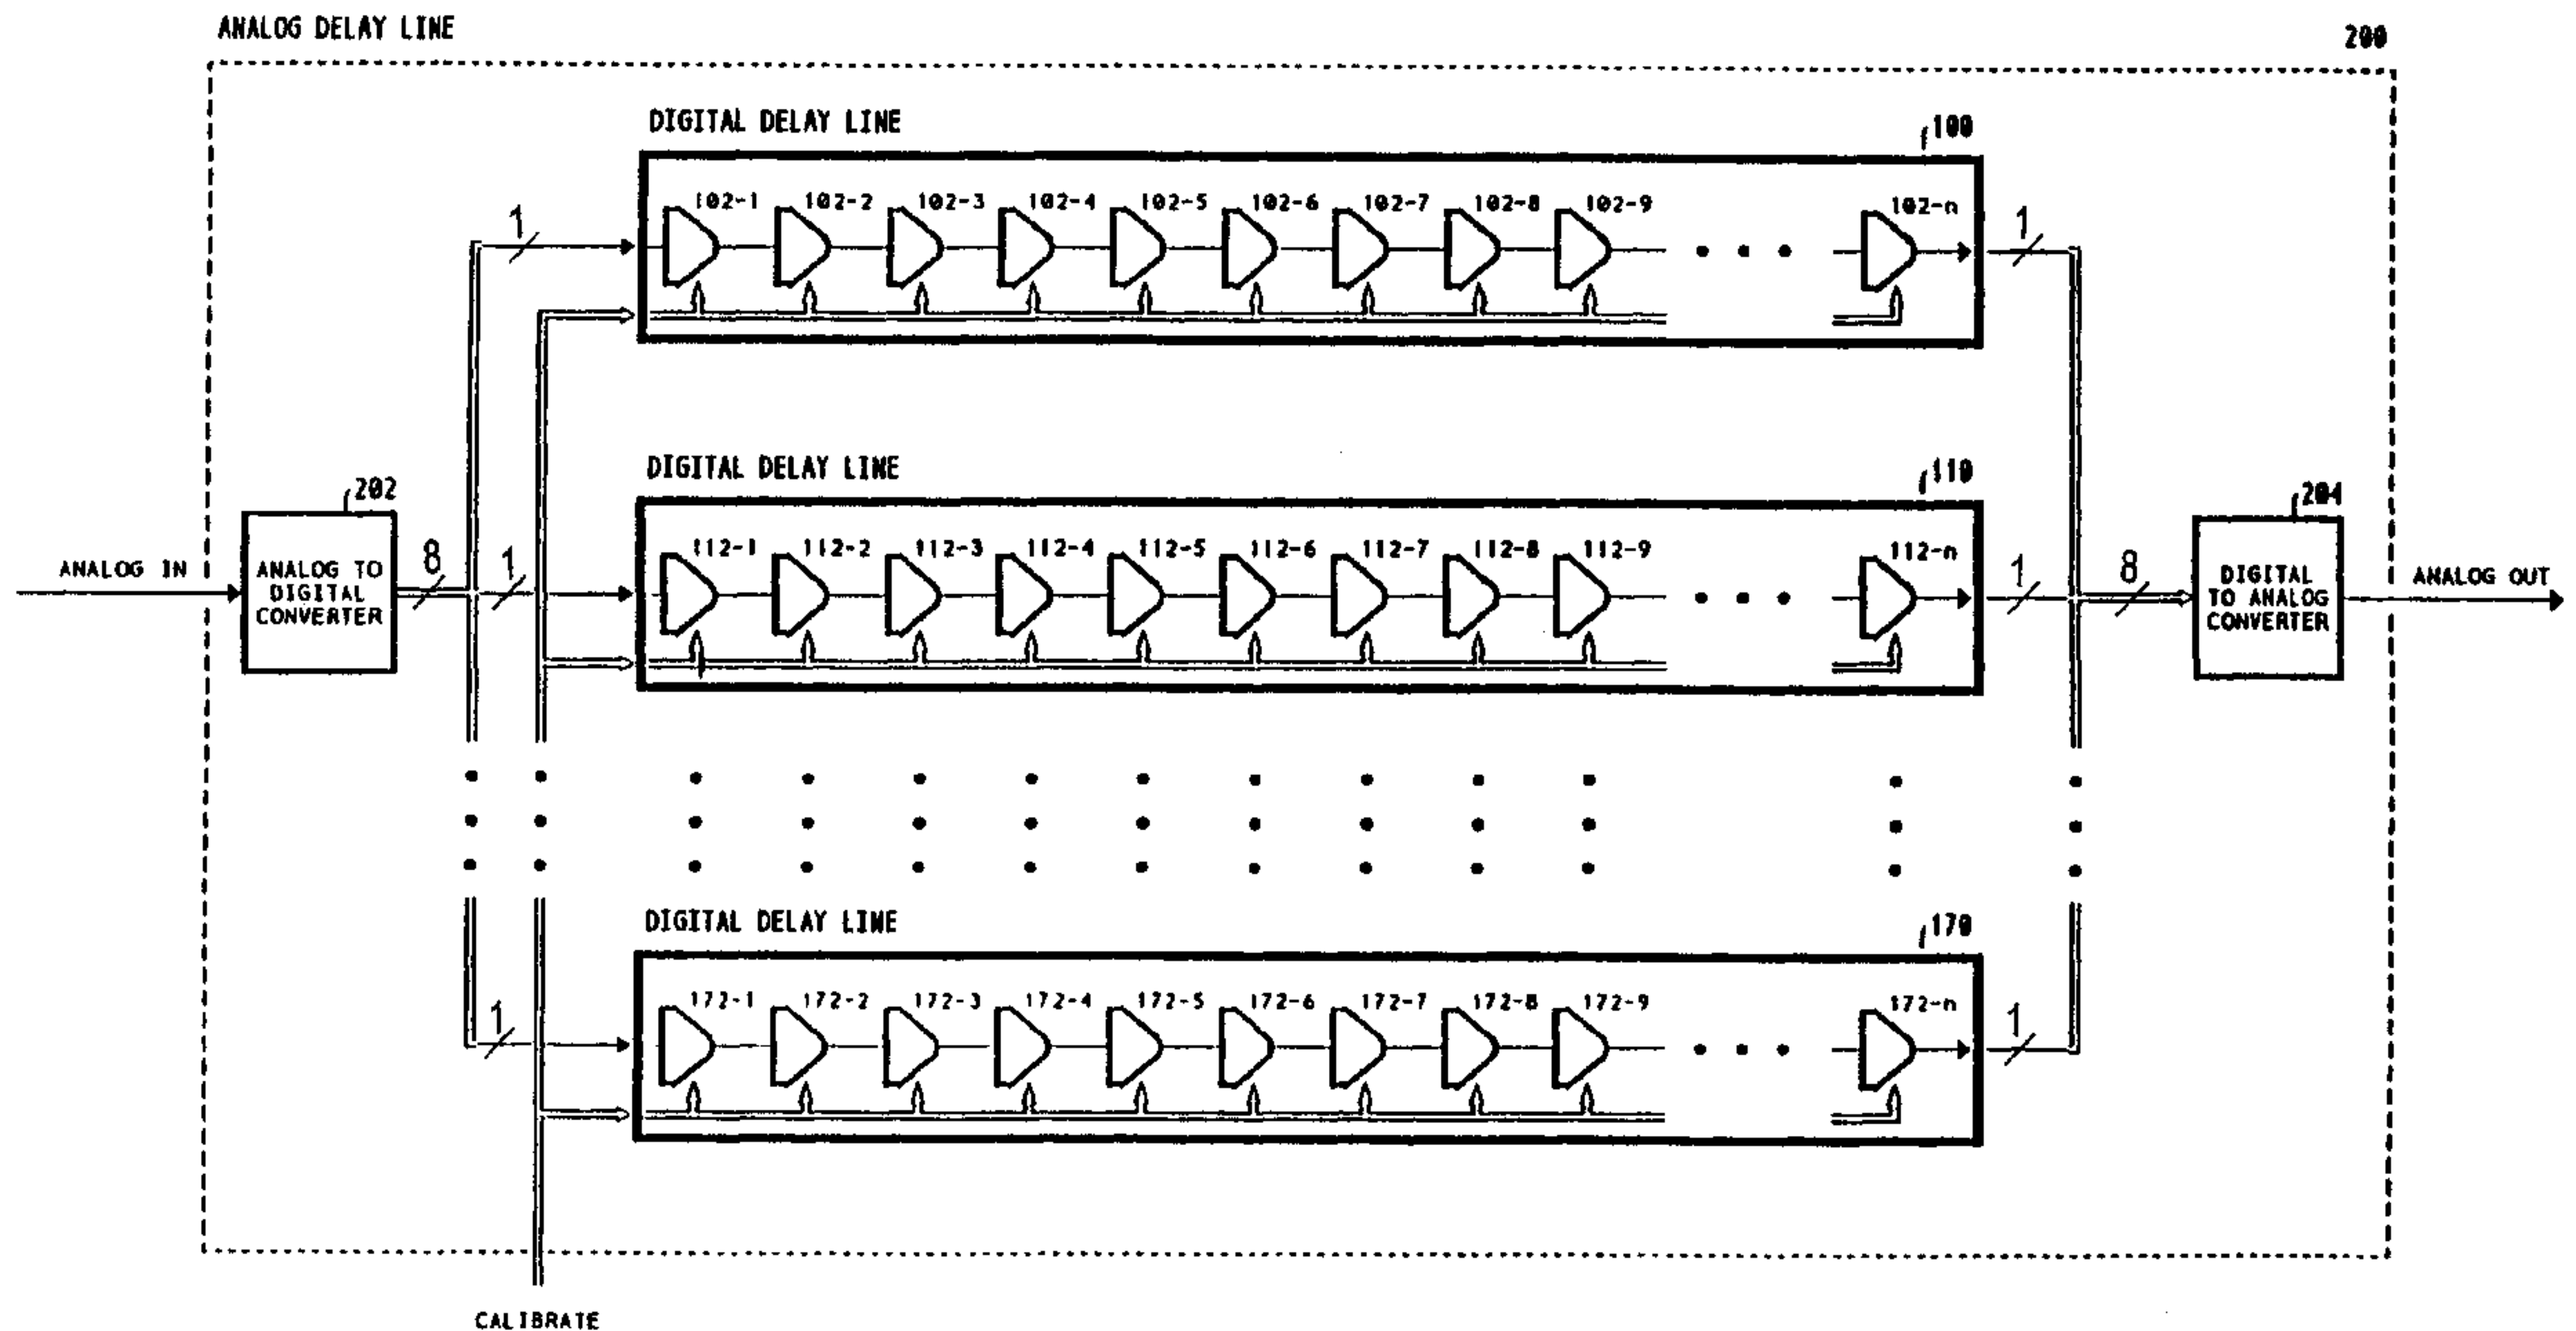 ANALOG DELAY LINE
200
DIGITAL DELAY LINE
100
102-1 102-2 102-3 102-4 102-5 102-6 102-7 102-8 102-9 102-n
1
1
DIGITAL DELAY LINE
110
202
204
112-1 112-2 112-3 112-4 112-5 112-6 112-7 112-8 112-9 112-n
ANALOG IN
ANALOG TO
DIGITAL
CONVERTER
8
1
1
8
DIGITAL
TO ANALOG
CONVERTER
ANALOG OUT
DIGITAL DELAY LINE
170
172-1 172-2 172-3 172-4 172-5 172-6 172-7 172-8 172-9 172-n
1
1
CALIBRATE